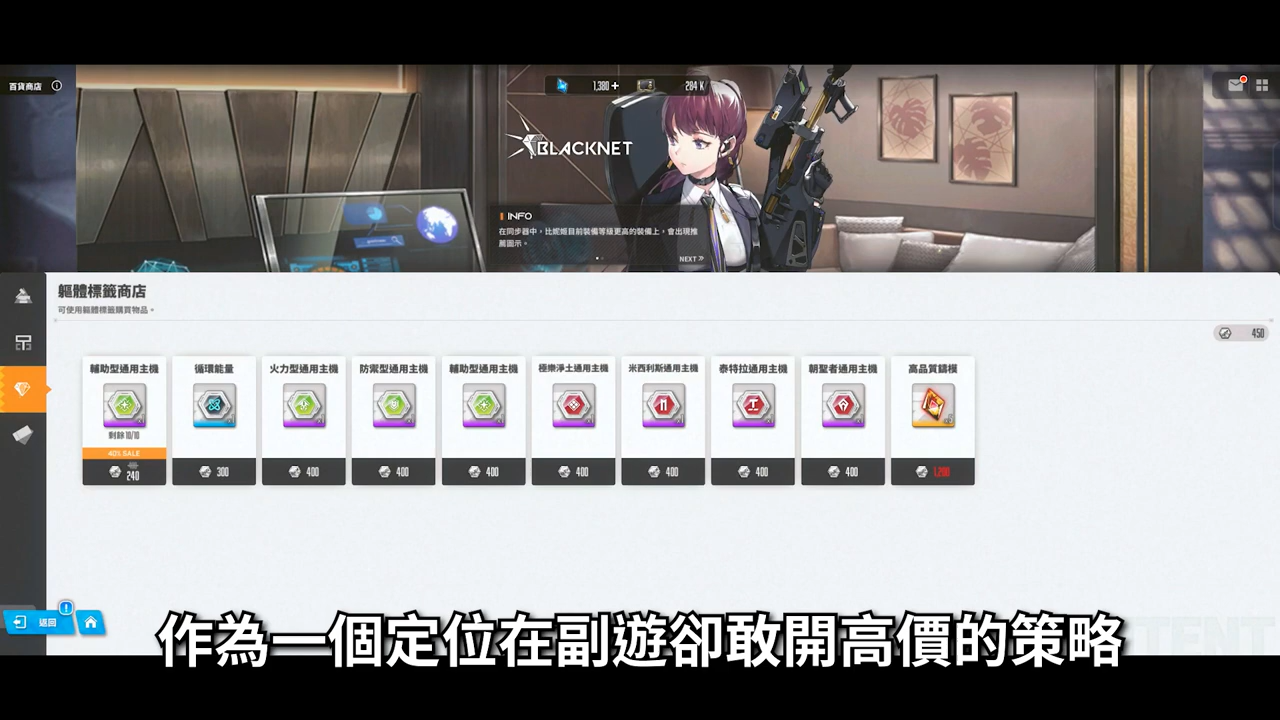 百貨商店
1,380
284 K
BLACKNET
INFO
在同步器中，比妮姬目前裝備等級更高的裝備上，會出現推
薦圖示。
NEXT
軀體標籤商店
可使用軀體標籤購買物品。
450
輔助型通用主機
剩餘 10/10
40% SALE
240
循環能量
300
火力型通用主機
400
防禦型通用主機
400
輔助型通用主機
400
極樂淨土通用主機
400
米西利斯通用主機
400
泰特拉通用主機
400
朝聖者通用主機
400
高品質鑄模
1,200
返回
TENT
作為一個定位在副遊卻敢開高價的策略